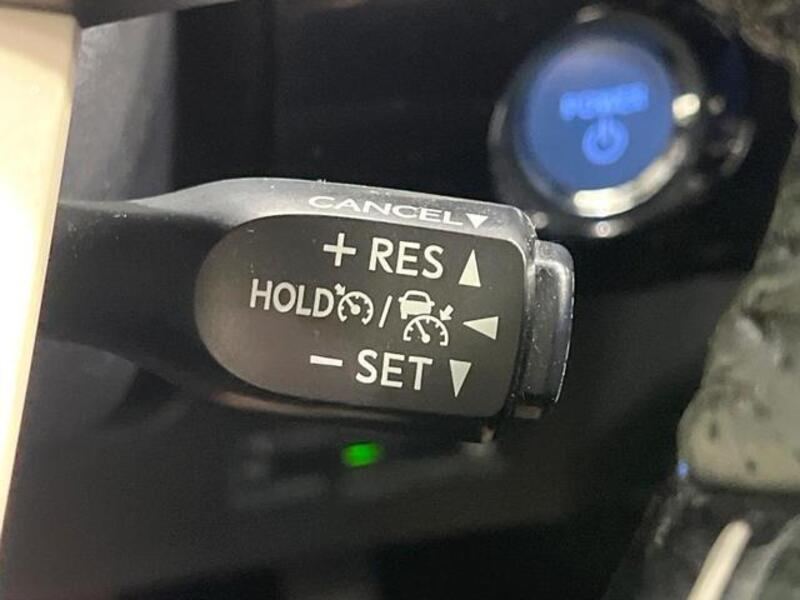 POWER
CANCEL▼
+ RES ▲
HOLD / ◀
− SET ▼